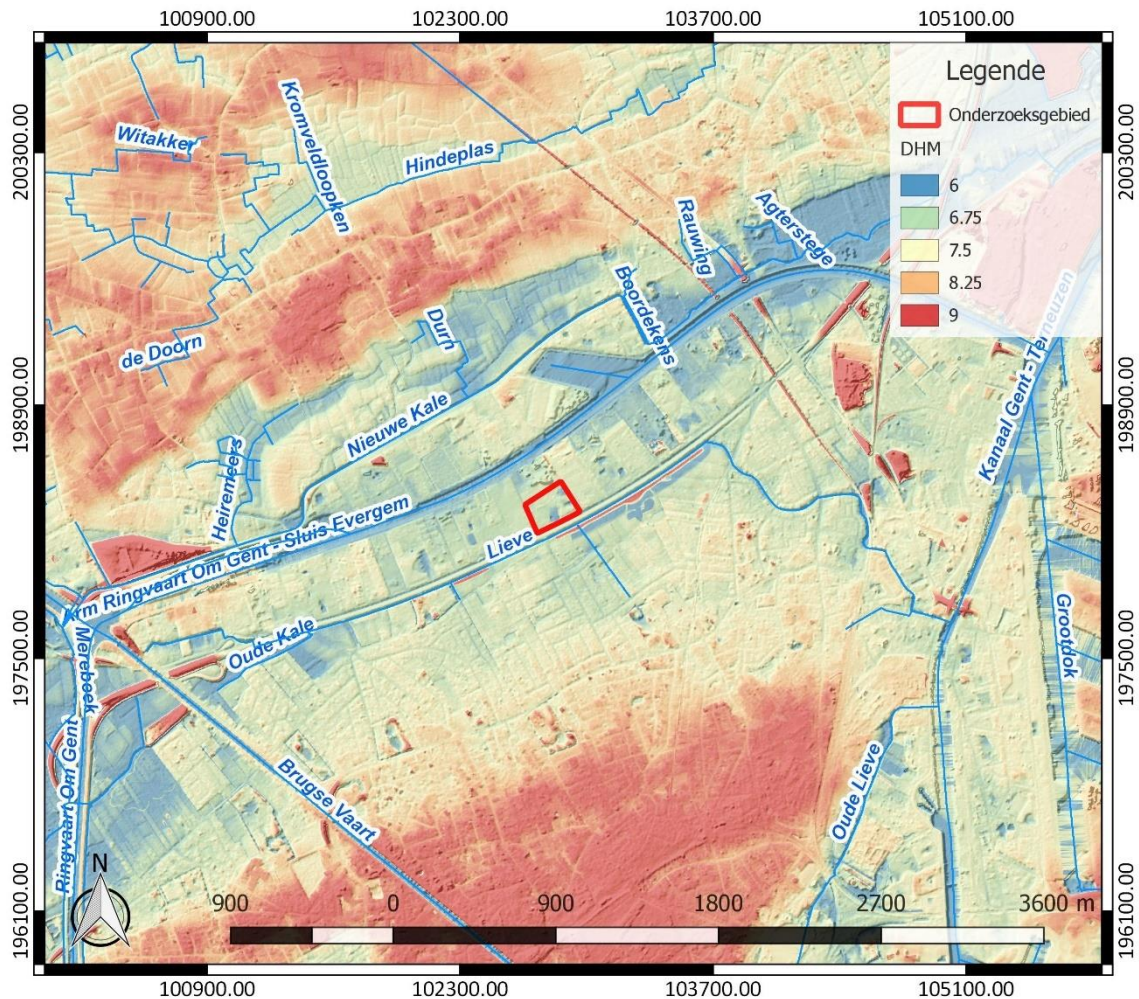 100900.00 102300.00 103700.00 105100.00
Legende
Onderzoeksgebied
DHM
6
6.75
7.5
8.25
9
200300.00
200300.00
198900.00
198900.00
197500.00
197500.00
196100.00
196100.00
Witakker
Kromveldloopken
Hindeplas
Rauwing
Agterstege
Boordekens
Durn
de Doorn
Nieuwe Kale
Heiremeers
Krm Ringvaart Om Gent - Sluis Evergem
Lieve
Kanaal Gent - Terneuzen
Merebeek
Oude Kale
Grootdok
Ringvaart Om Gent
Brugse Vaart
Oude Lieve
N
900 0 900 1800 2700 3600 m
100900.00 102300.00 103700.00 105100.00